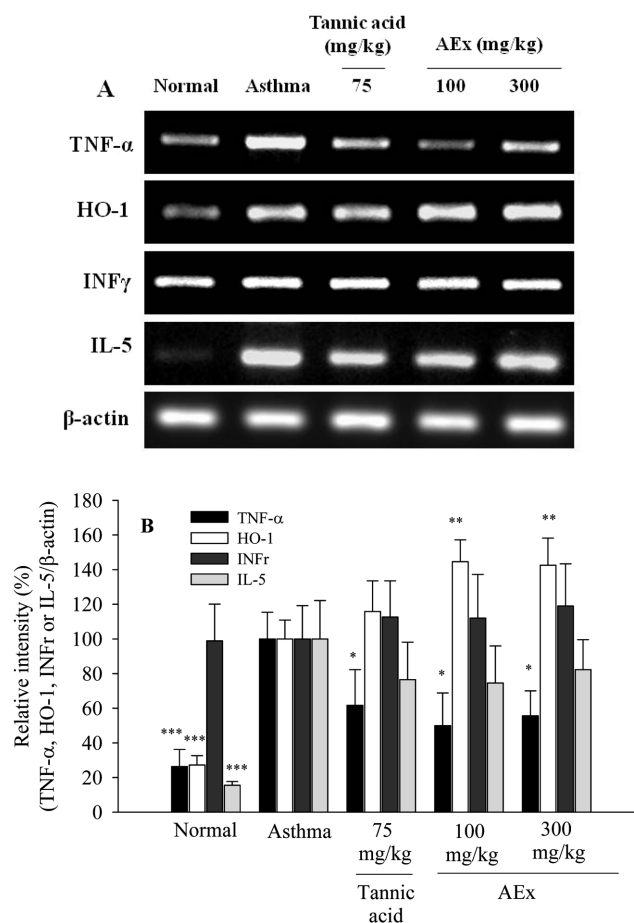 Tannic acid
(mg/kg) AEx (mg/kg)
A Normal Asthma 75 100 300
TNF-α
HO-1
INFγ
IL-5
β-actin
B
TNF-α
HO-1
INFr
IL-5
Relative intensity (%)
(TNF-α, HO-1, INFr or IL-5/β-actin)
180
160
140
120
100
80
60
40
20
0
*** *** ***
* * ** * **
Normal Asthma 75 100 300
mg/kg mg/kg mg/kg
Tannic AEx
acid